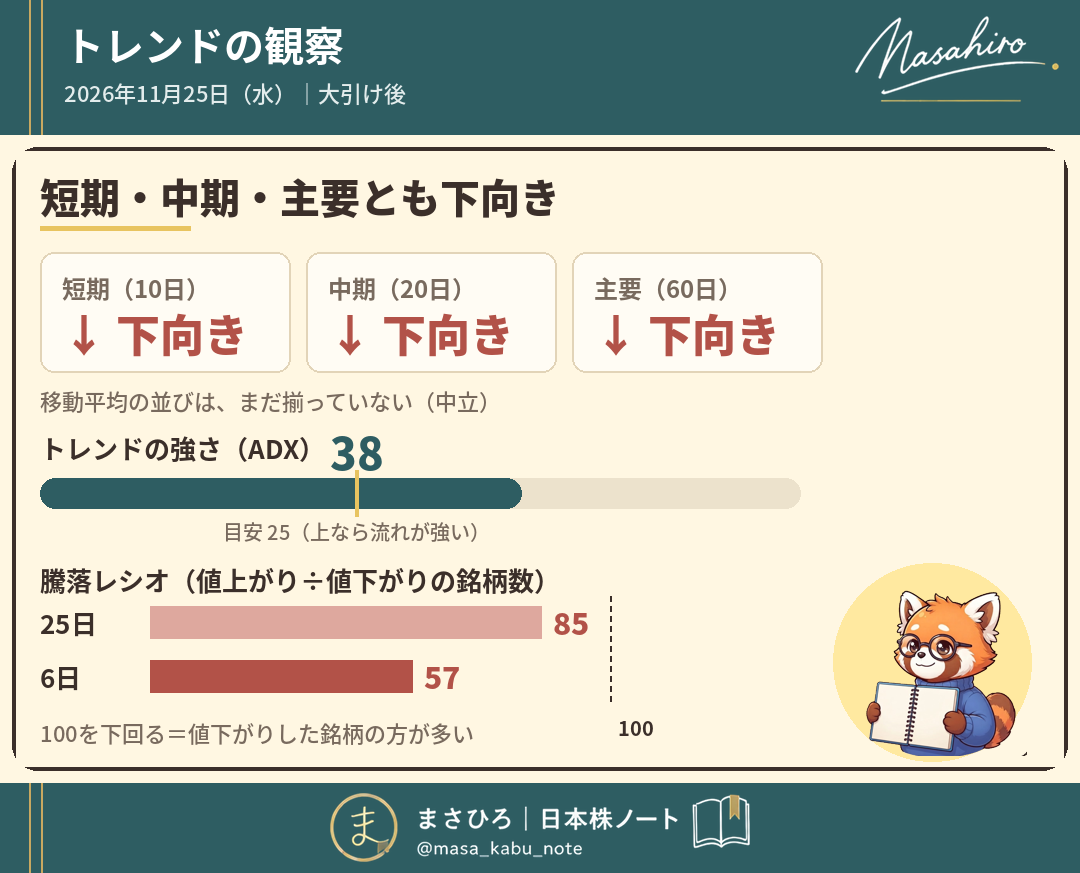 トレンドの観察
Masahiro
2026年11月25日（水）｜大引け後
短期・中期・主要とも下向き
短期（10日）
↓ 下向き
中期（20日）
↓ 下向き
主要（60日）
↓ 下向き
移動平均の並びは、まだ揃っていない（中立）
トレンドの強さ（ADX） 38
目安 25（上なら流れが強い）
騰落レシオ（値上がり÷値下がりの銘柄数）
25日 85
6日 57
100
100を下回る＝値下がりした銘柄の方が多い
ま
まさひろ｜日本株ノート
@masa_kabu_note